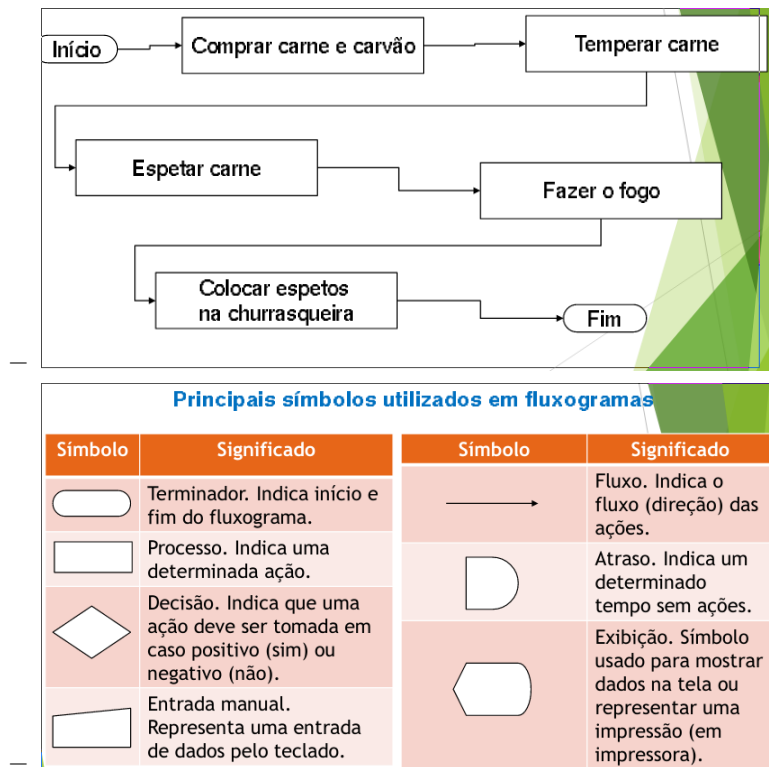 Início
Comprar carne e carvão
Temperar carne
Espetar carne
Fazer o fogo
Colocar espetos
na churrasqueira
Fim
Principais símbolos utilizados em fluxogramas
Símbolo
Significado
Terminador. Indica início e
fim do fluxograma.
Processo. Indica uma
determinada ação.
Decisão. Indica que uma
ação deve ser tomada em
caso positivo (sim) ou
negativo (não).
Entrada manual.
Representa uma entrada
de dados pelo teclado.
Símbolo
Significado
Fluxo. Indica o
fluxo (direção) das
ações.
Atraso. Indica um
determinado
tempo sem ações.
Exibição. Símbolo
usado para mostrar
dados na tela ou
representar uma
impressão (em
impressora).